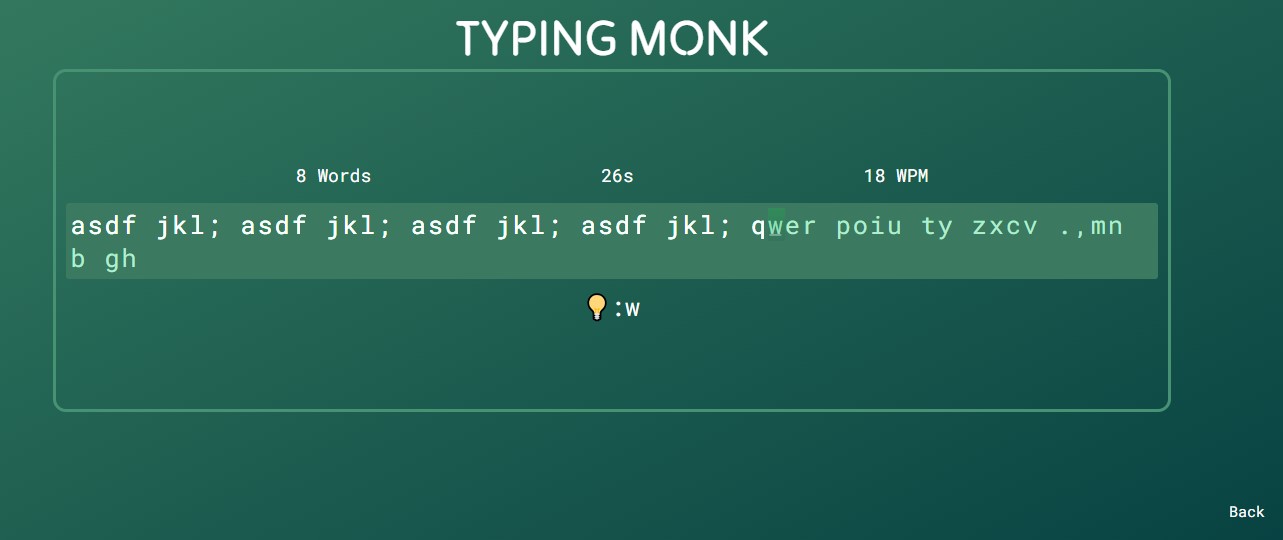 TYPING MONK
8 Words 26s 18 WPM
asdf jkl; asdf jkl; asdf jkl; asdf jkl; qwer poiu ty zxcv .,mn
b gh
:w
Back